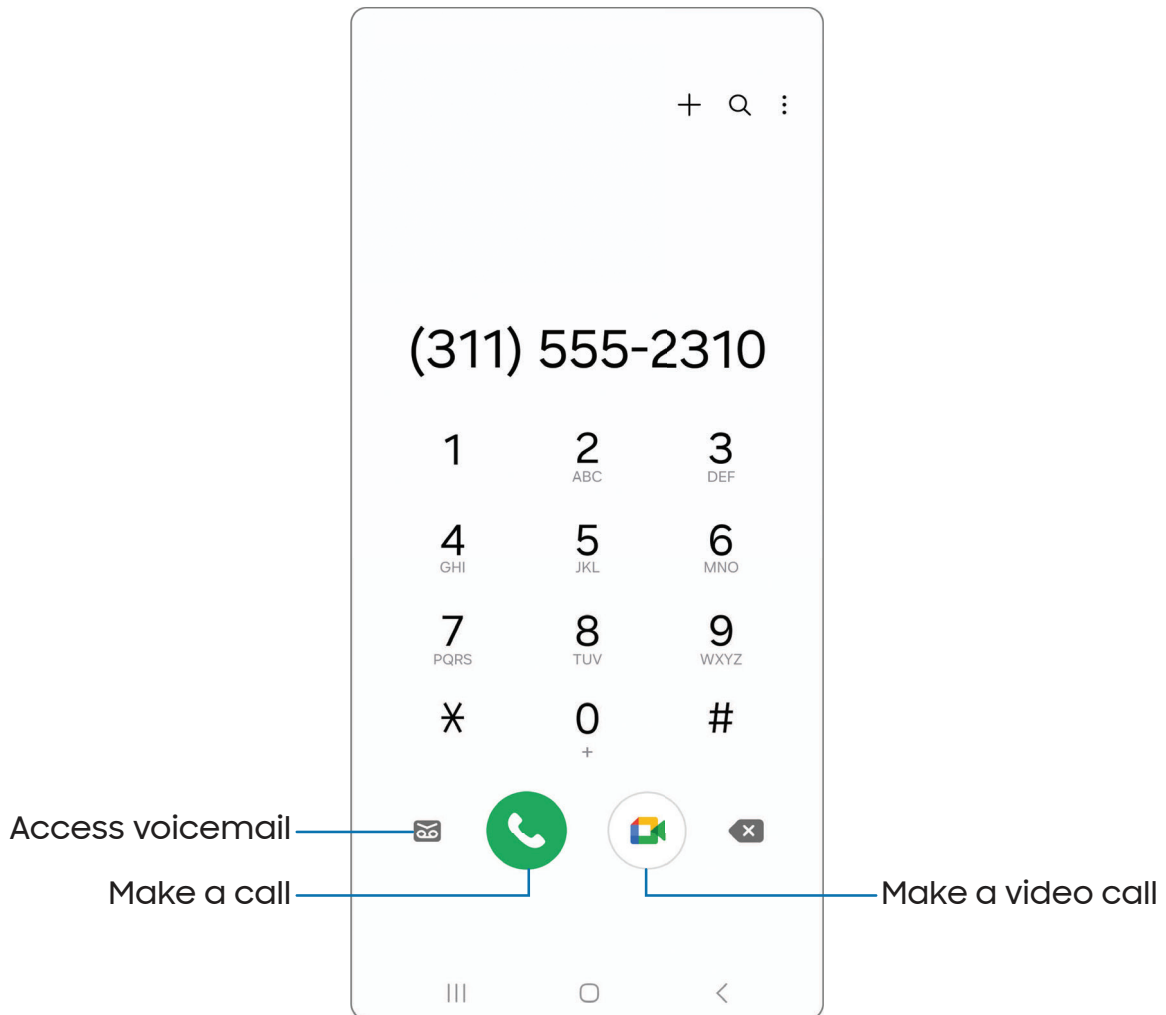 (311) 555-2310
1 2 3
ABC DEF
4 5 6
GHI JKL MNO
7 8 9
PQRS TUV WXYZ
* 0 #
+
Access voicemail
Make a call
Make a video call